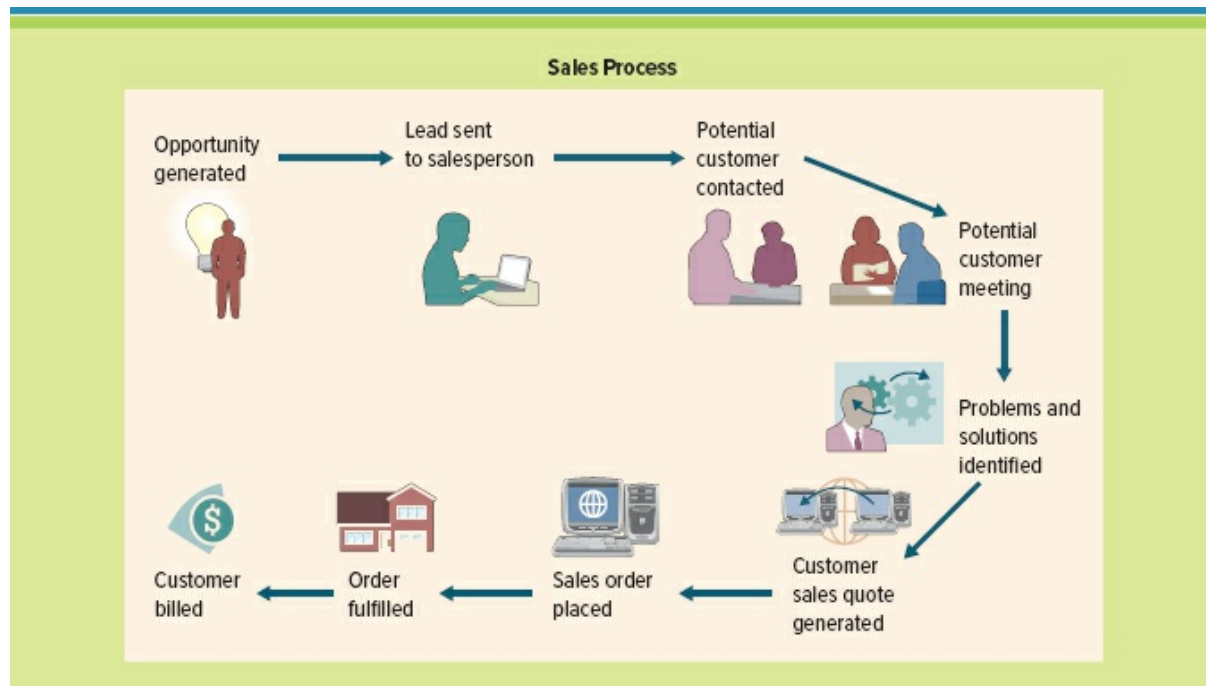 Sales Process
Opportunity
generated
Lead sent
to salesperson
Potential
customer
contacted
Potential
customer
meeting
Problems and
solutions
identified
Customer
sales quote
generated
Sales order
placed
Order
fulfilled
$
Customer
billed